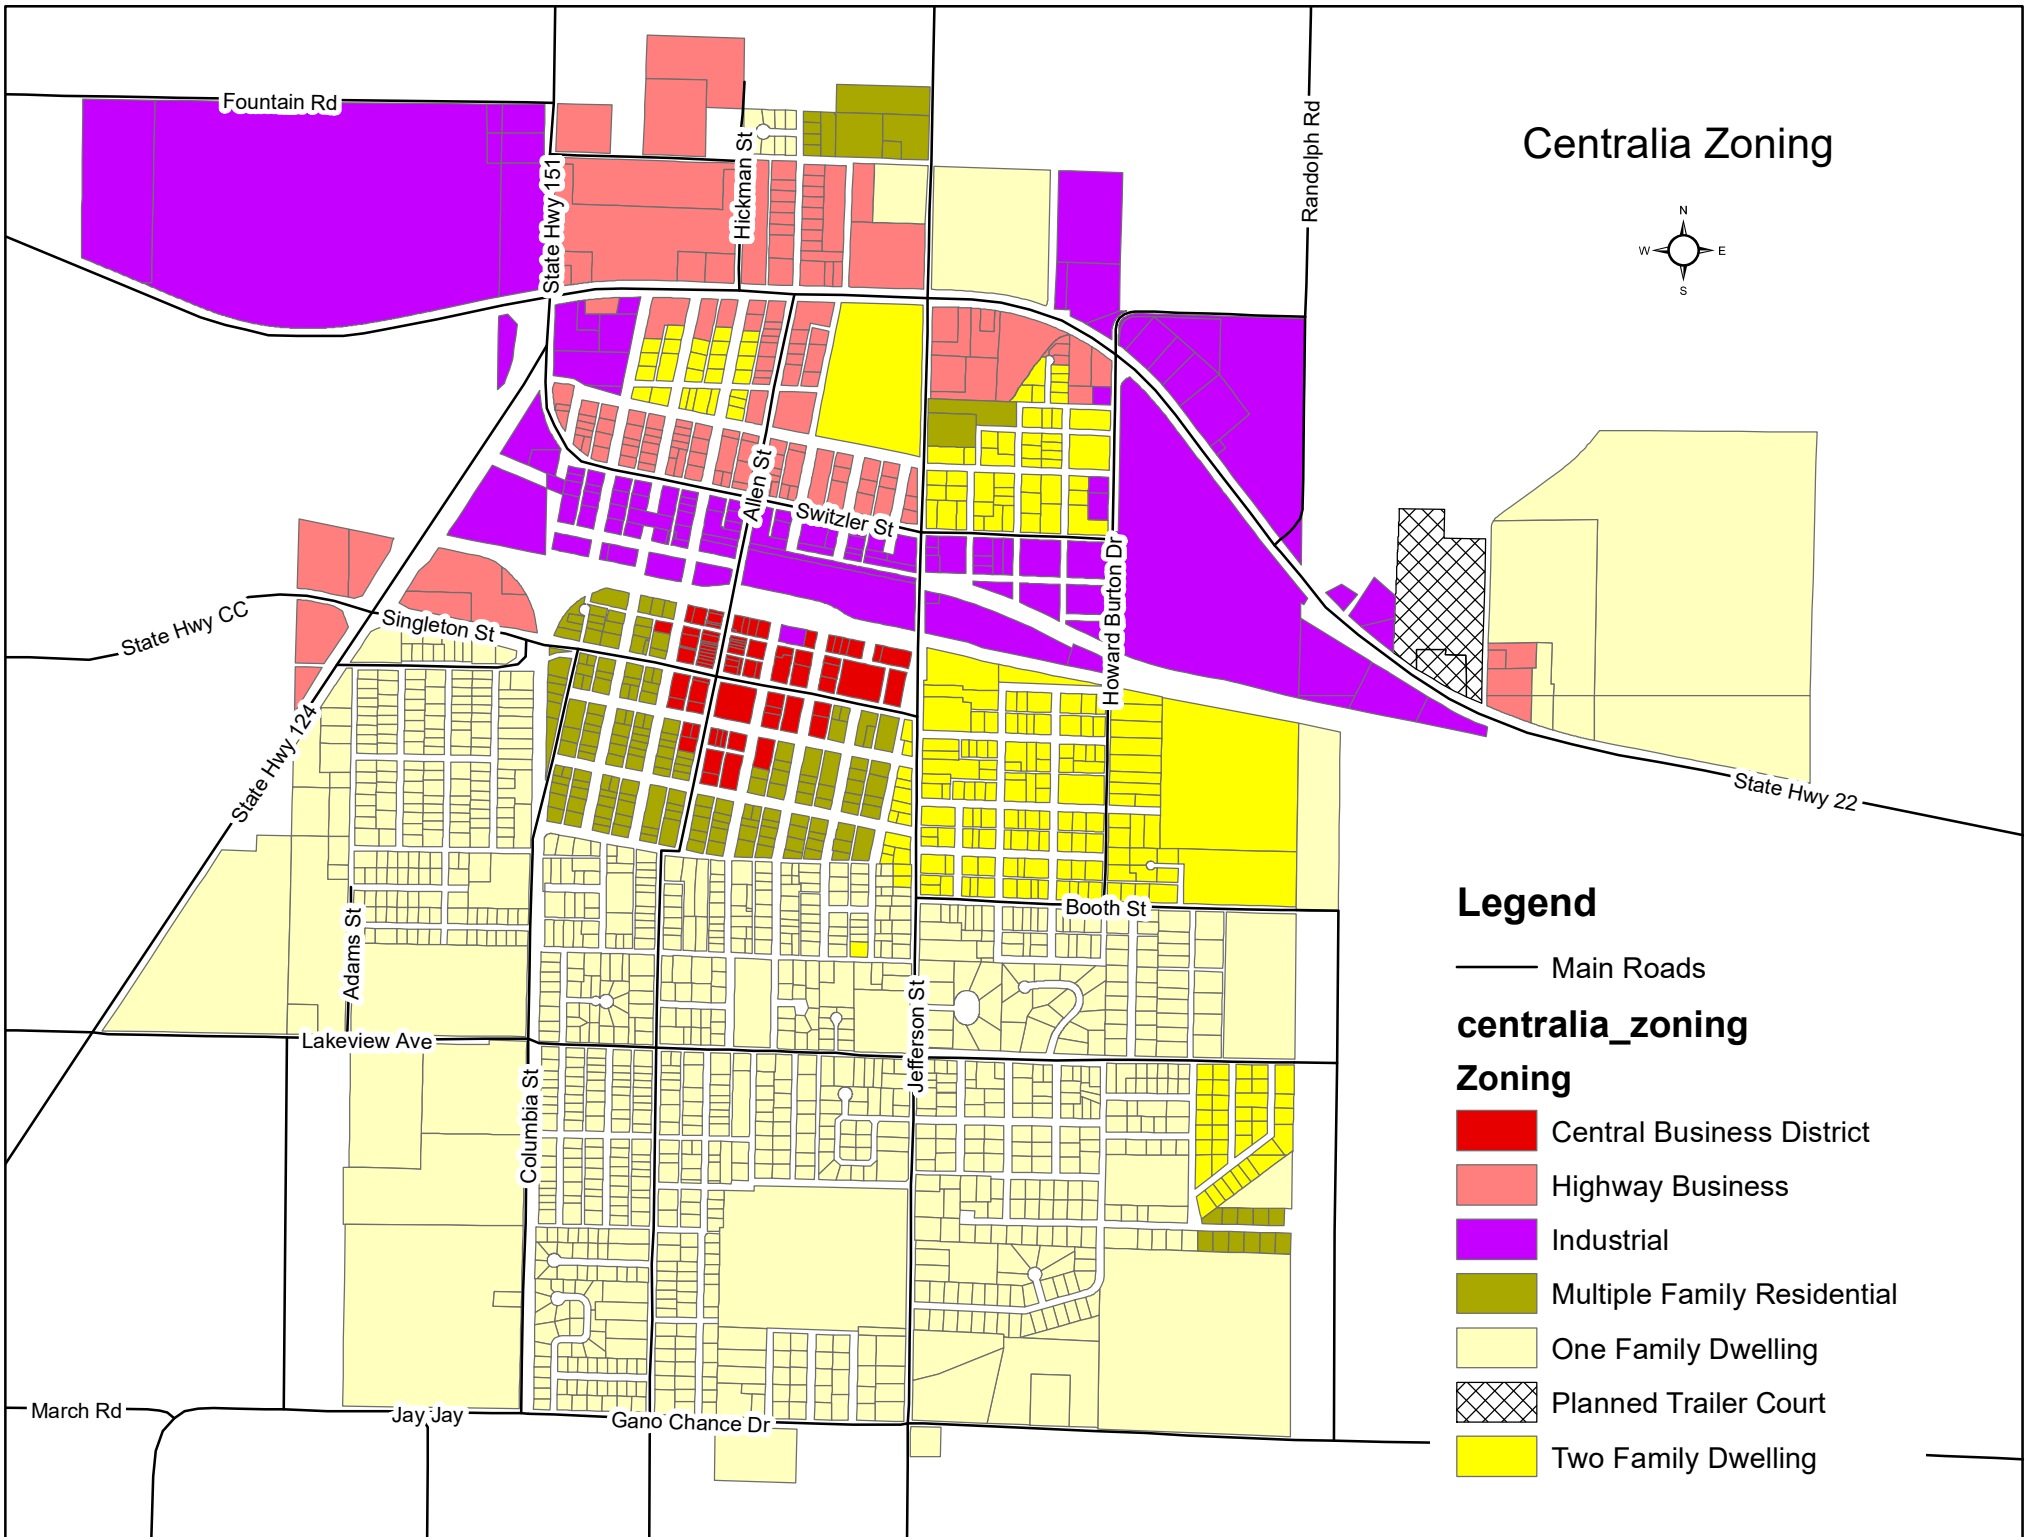 Centralia Zoning
N
W
E
S
Fountain Rd
State Hwy 151
Hickman St
Randolph Rd
Allen St
Switzler St
Howard Burton Dr
State Hwy CC
Singleton St
State Hwy 124
State Hwy 22
Booth St
Adams St
Lakeview Ave
Jefferson St
Columbia St
March Rd
Jay Jay
Gano Chance Dr
Legend
Main Roads
centralia_zoning
Zoning
Central Business District
Highway Business
Industrial
Multiple Family Residential
One Family Dwelling
Planned Trailer Court
Two Family Dwelling